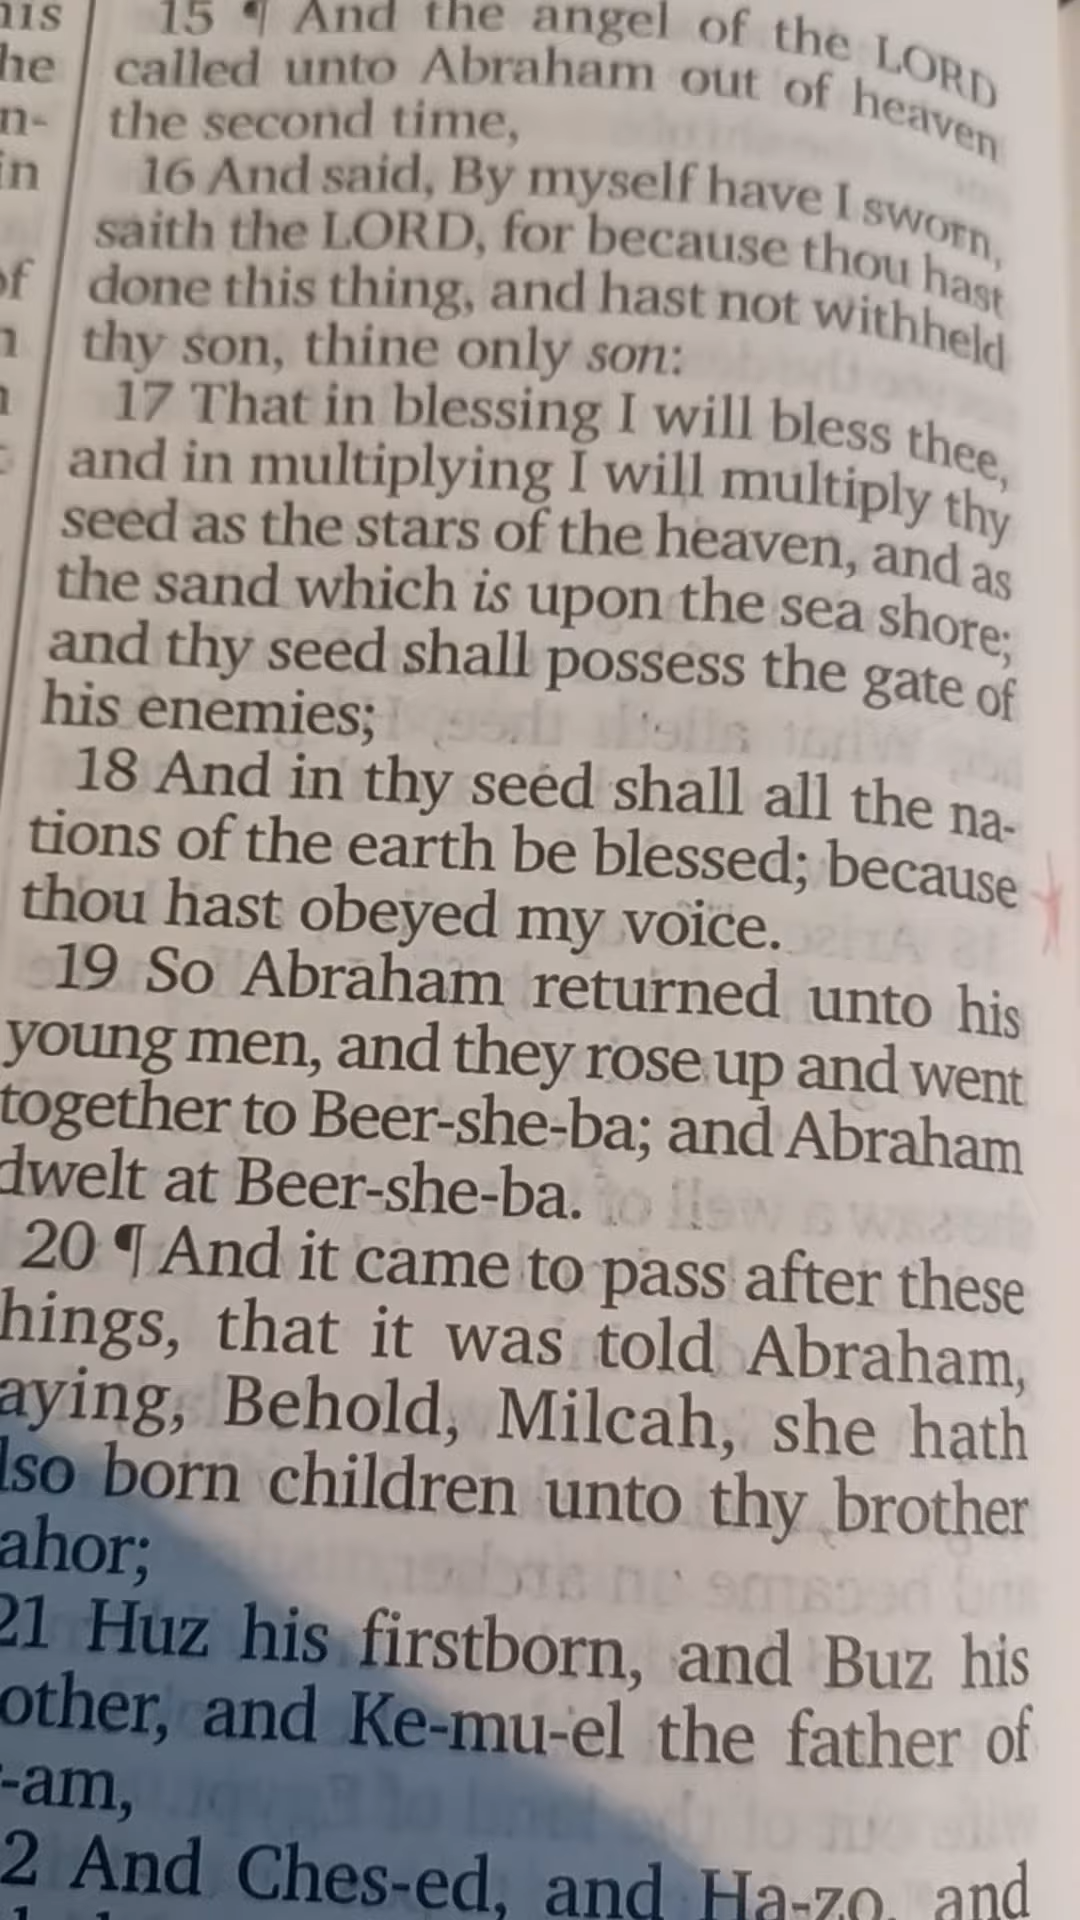 his
he
n-
in
of
15 ¶ And the angel of the LORD
called unto Abraham out of heaven
the second time,
16 And said, By myself have I sworn,
saith the LORD, for because thou hast
done this thing, and hast not withheld
thy son, thine only son:
17 That in blessing I will bless thee,
and in multiplying I will multiply thy
seed as the stars of the heaven, and as
the sand which is upon the sea shore;
and thy seed shall possess the gate of
his enemies;
18 And in thy seed shall all the na-
tions of the earth be blessed; because
thou hast obeyed my voice.
19 So Abraham returned unto his
young men, and they rose up and went
together to Beer-she-ba; and Abraham
dwelt at Beer-she-ba.
20 ¶ And it came to pass after these
hings, that it was told Abraham,
aying, Behold, Milcah, she hath
lso born children unto thy brother
ahor;
21 Huz his firstborn, and Buz his
other, and Ke-mu-el the father of
-am,
2 And Ches-ed, and Ha-zo, and